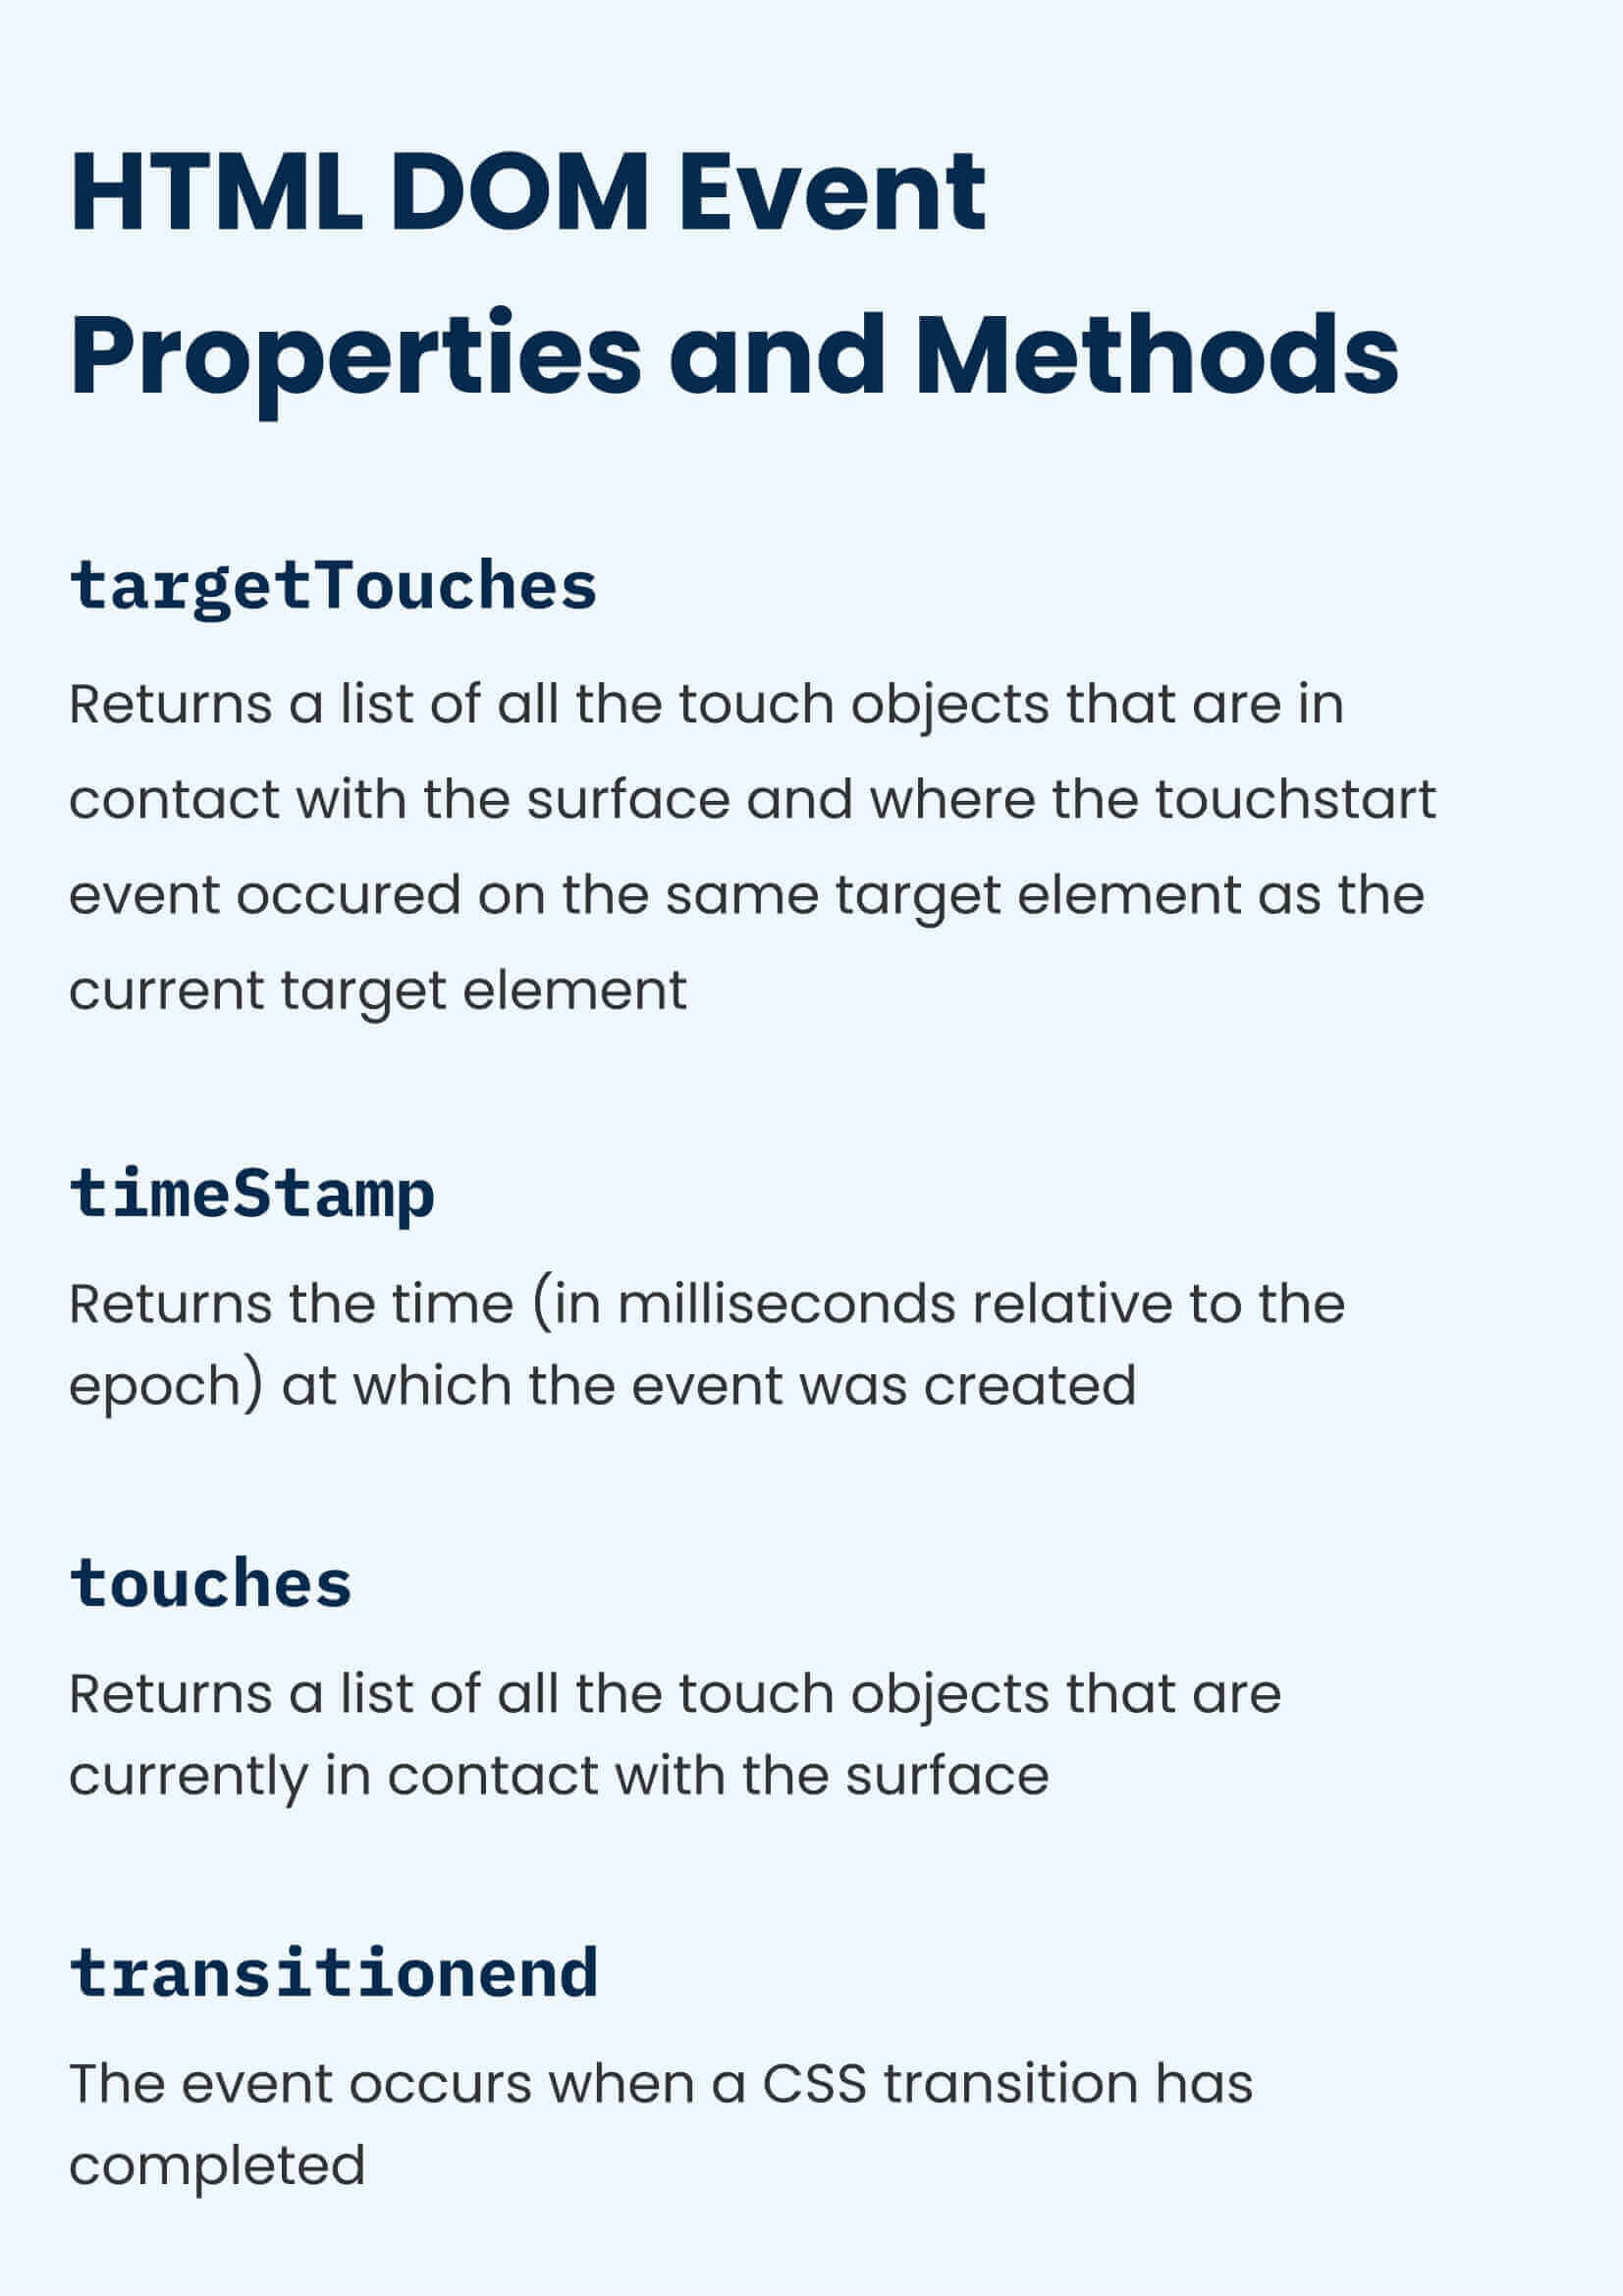 HTML DOM Event
Properties and Methods
targetTouches
Returns a list of all the touch objects that are in
contact with the surface and where the touchstart
event occured on the same target element as the
current target element
timeStamp
Returns the time (in milliseconds relative to the
epoch) at which the event was created
touches
Returns a list of all the touch objects that are
currently in contact with the surface
transitionend
The event occurs when a CSS transition has
completed